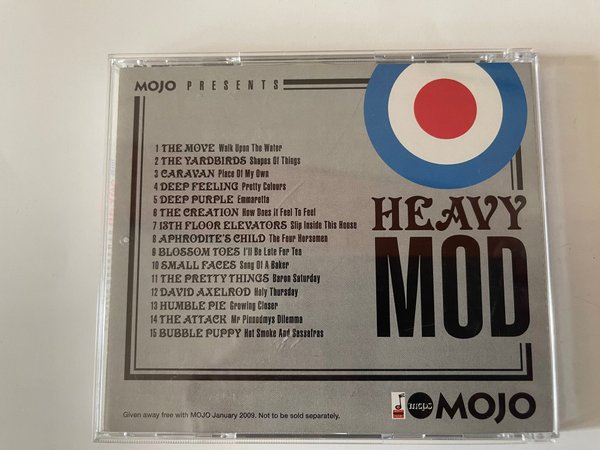 MOJO PRESENTS
1 THE MOVE Walk Upon The Water
2 THE YARDBIRDS Shapes Of Things
3 CARAVAN Place Of My Own
4 DEEP FEELING Pretty Colours
5 DEEP PURPLE Emmaretta
6 THE CREATION How Does It Feel To Feel
7 13TH FLOOR ELEVATORS Slip Inside This House
8 APHRODITE'S CHILD The Four Horsemen
9 BLOSSOM TOES I'll Be Late For Tea
10 SMALL FACES Song Of A Baker
11 THE PRETTY THINGS Baron Saturday
12 DAVID AXELROD Holy Thursday
13 HUMBLE PIE Growing Closer
14 THE ATTACK Mr Pinnodmys Dilemma
15 BUBBLE PUPPY Hot Smoke And Sassafras
HEAVY
MOD
Given away free with MOJO January 2009. Not to be sold separately.
mcps
MOJO